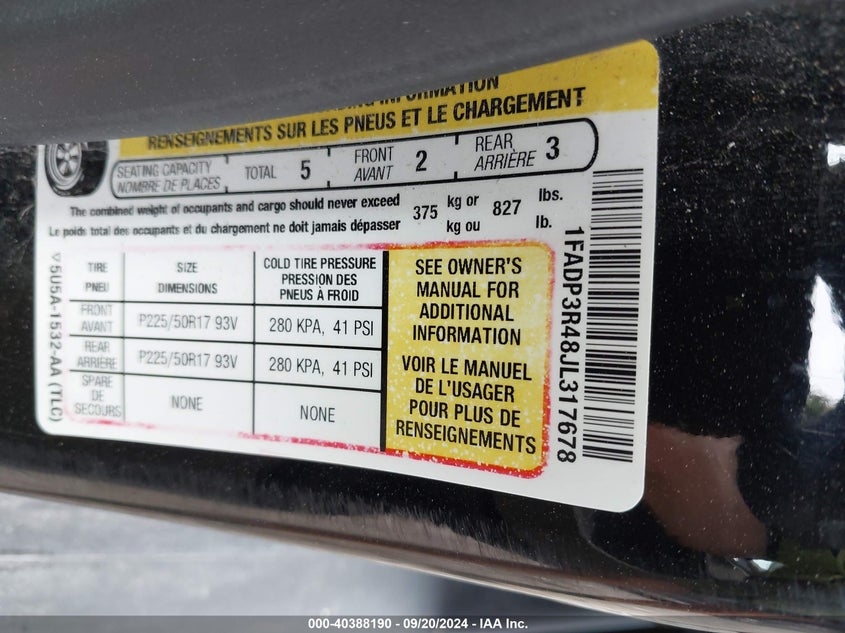 INFORMATION
RENSEIGNEMENTS SUR LES PNEUS ET LE CHARGEMENT
SEATING CAPACITY
NOMBRE DE PLACES
TOTAL 5
FRONT
AVANT 2
REAR
ARRIÈRE 3
The combined weight of occupants and cargo should never exceed 375 kg or 827 lbs.
Le poids total des occupants et du chargement ne doit jamais dépasser kg ou lb.
TIRE
PNEU
SIZE
DIMENSIONS
COLD TIRE PRESSURE
PRESSION DES
PNEUS À FROID
FRONT
AVANT
P225/50R17 93V
280 KPA, 41 PSI
REAR
ARRIÈRE
P225/50R17 93V
280 KPA, 41 PSI
SPARE
DE
SECOURS
NONE
NONE
SEE OWNER'S
MANUAL FOR
ADDITIONAL
INFORMATION
VOIR LE MANUEL
DE L'USAGER
POUR PLUS DE
RENSEIGNEMENTS
5U5A-1532-AA (TLC)
1FADP3R48JL317678
000-40388190 - 09/20/2024 - IAA Inc.